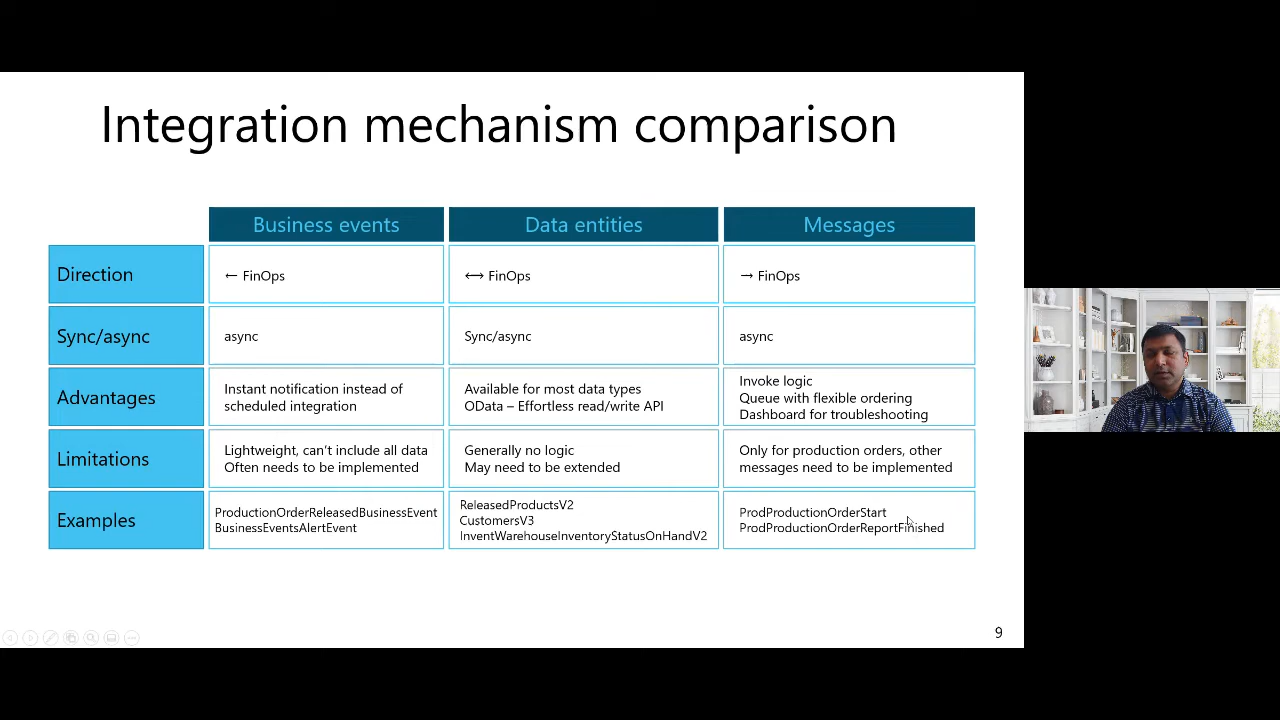 Integration mechanism comparison
Business events
Data entities
Messages
Direction
← FinOps
↔ FinOps
→ FinOps
Sync/async
async
Sync/async
async
Advantages
Instant notification instead of
scheduled integration
Available for most data types
OData – Effortless read/write API
Invoke logic
Queue with flexible ordering
Dashboard for troubleshooting
Limitations
Lightweight, can't include all data
Often needs to be implemented
Generally no logic
May need to be extended
Only for production orders, other
messages need to be implemented
Examples
ProductionOrderReleasedBusinessEvent
BusinessEventsAlertEvent
ReleasedProductsV2
CustomersV3
InventWarehouseInventoryStatusOnHandV2
ProdProductionOrderStart
ProdProductionOrderReportFinished
9